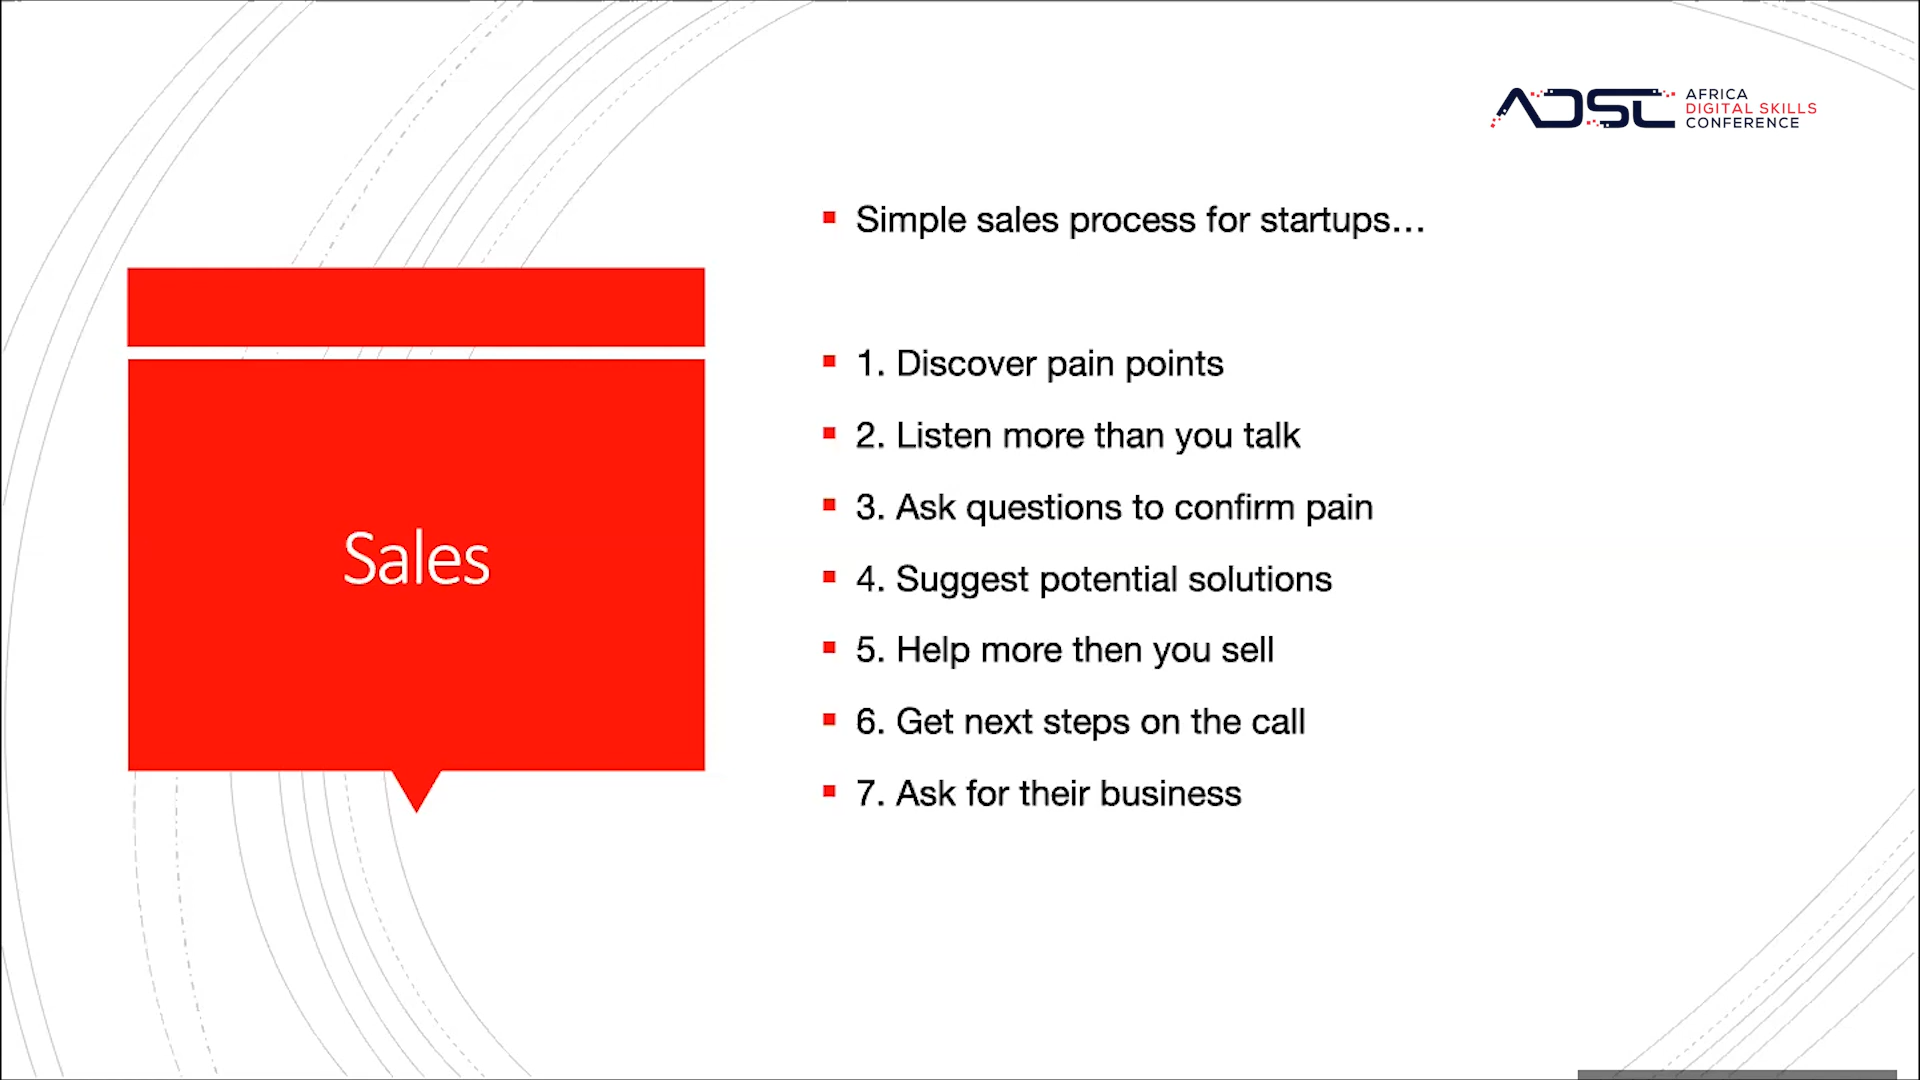 ADSC
AFRICA
DIGITAL SKILLS
CONFERENCE
Sales
Simple sales process for startups…
1. Discover pain points
2. Listen more than you talk
3. Ask questions to confirm pain
4. Suggest potential solutions
5. Help more then you sell
6. Get next steps on the call
7. Ask for their business